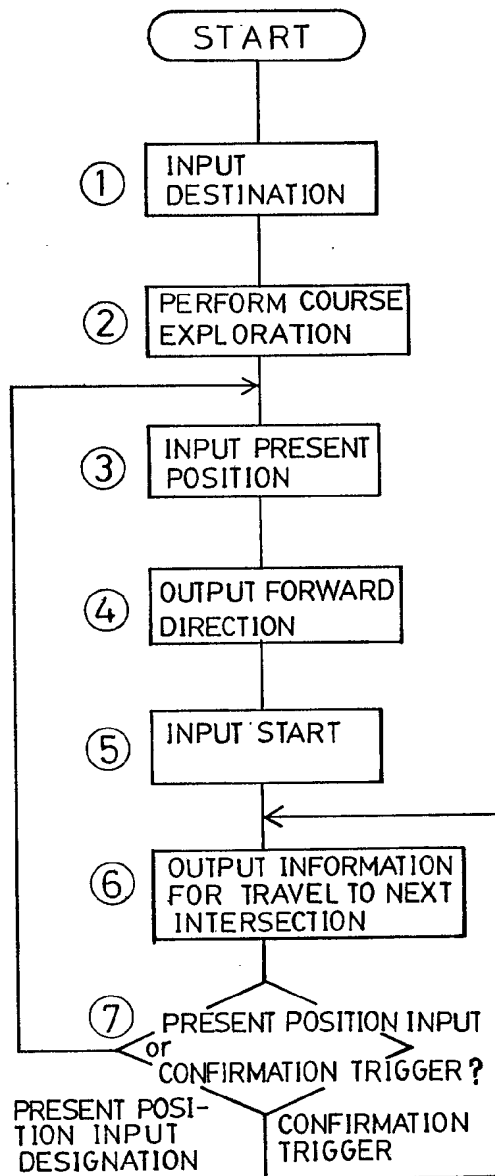 START
①
INPUT
DESTINATION
②
PERFORM COURSE
EXPLORATION
③
INPUT PRESENT
POSITION
④
OUTPUT FORWARD
DIRECTION
⑤
INPUT START
⑥
OUTPUT INFORMATION
FOR TRAVEL TO NEXT
INTERSECTION
⑦
PRESENT POSITION INPUT
or
CONFIRMATION TRIGGER?
PRESENT POSI-
TION INPUT
DESIGNATION
CONFIRMATION
TRIGGER